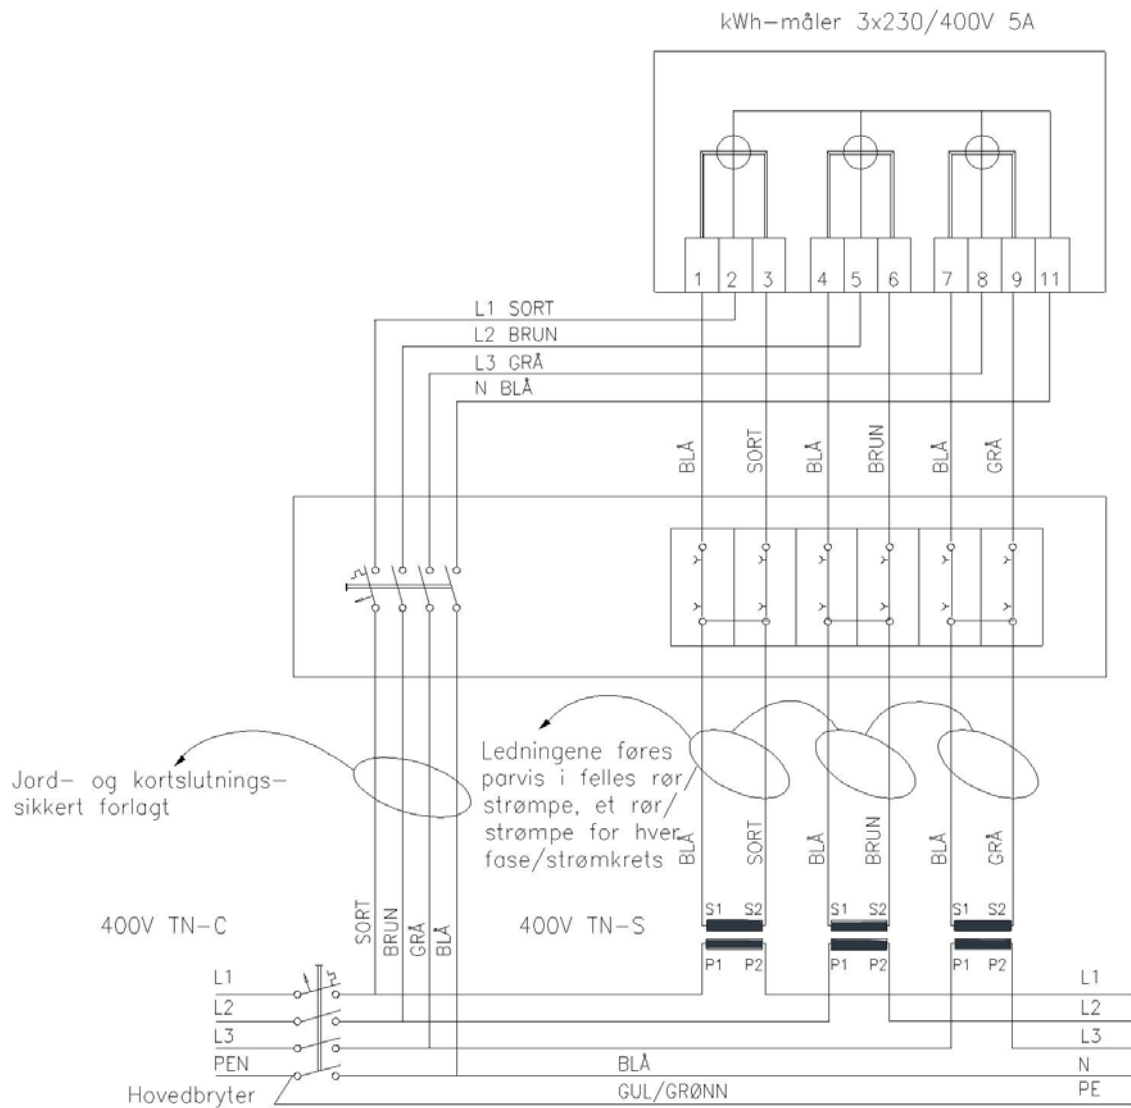 kWh-måler 3x230/400V 5A
1 2 3 4 5 6 7 8 9 11
L1 SORT
L2 BRUN
L3 GRÅ
N BLÅ
BLÅ SORT BLÅ BRUN BLÅ GRÅ
Jord- og kortslutnings-
sikkert forlagt
Ledningene føres
parvis i felles rør/
strømpe, et rør/
strømpe for hver
fase/strømkrets
BLÅ SORT BLÅ BRUN BLÅ GRÅ
400V TN-C
SORT BRUN GRÅ BLÅ
400V TN-S
S1 S2 S1 S2 S1 S2
P1 P2 P1 P2 P1 P2
L1 L1
L2 L2
L3 L3
PEN BLÅ N
Hovedbryter GUL/GRØNN PE